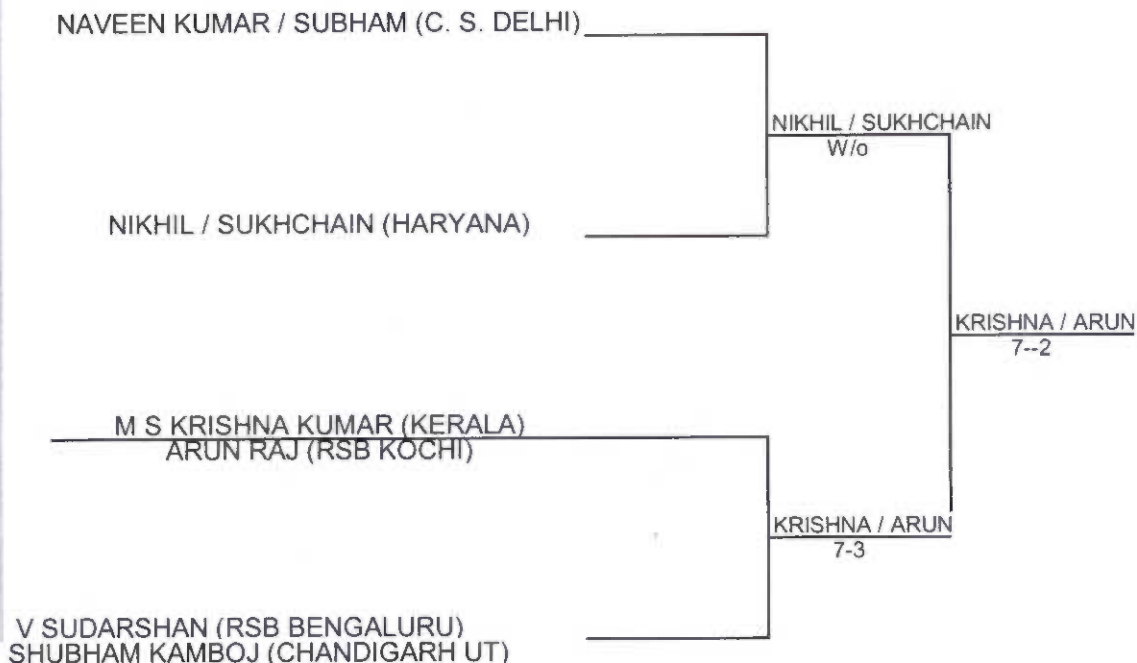 NAVEEN KUMAR / SUBHAM (C. S. DELHI)
NIKHIL / SUKHCHAIN
W/o
NIKHIL / SUKHCHAIN (HARYANA)
KRISHNA / ARUN
7--2
M S KRISHNA KUMAR (KERALA)
ARUN RAJ (RSB KOCHI)
KRISHNA / ARUN
7-3
V SUDARSHAN (RSB BENGALURU)
SHUBHAM KAMBOJ (CHANDIGARH UT)